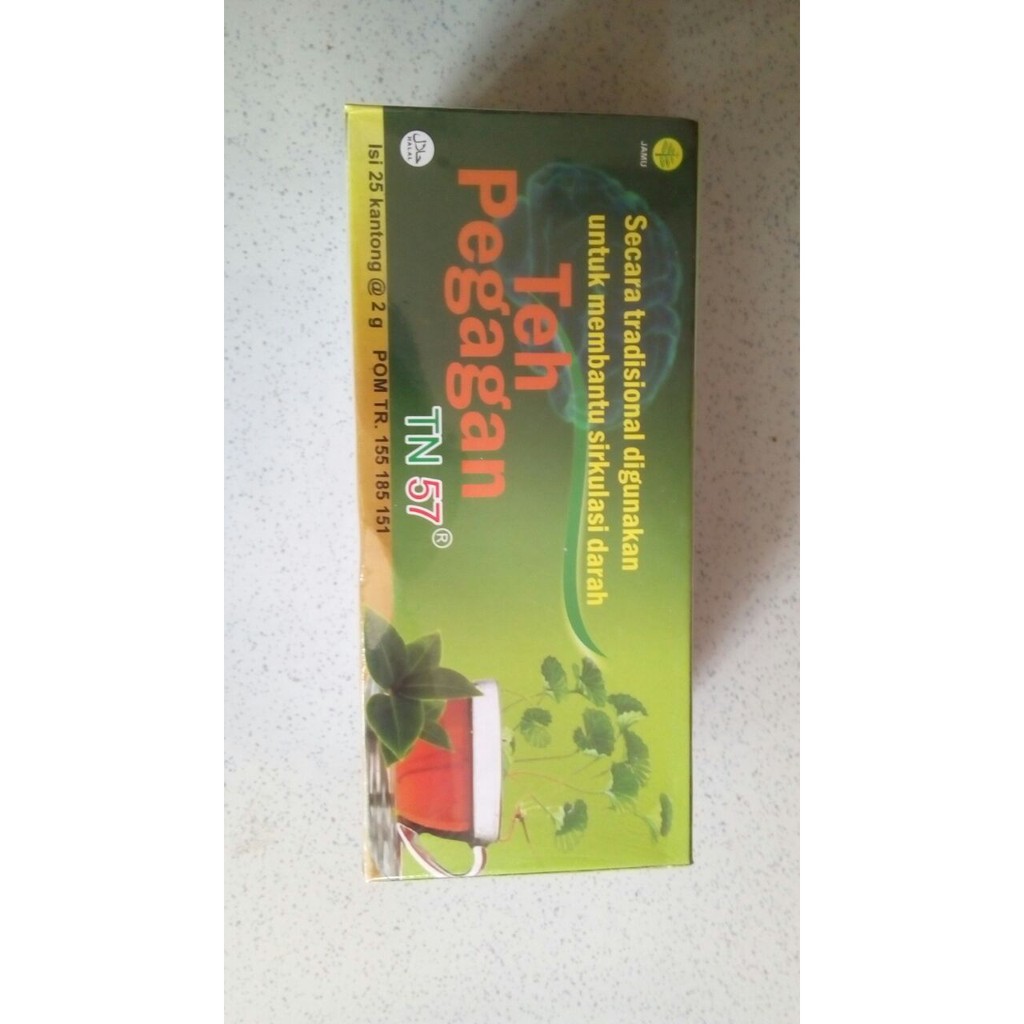 JAMU
Secara tradisional digunakan
untuk membantu sirkulasi darah
Teh
Pegagan
TN 57®
حلال
HALAL
Isi 25 kantong @ 2 g POM TR. 155 185 151